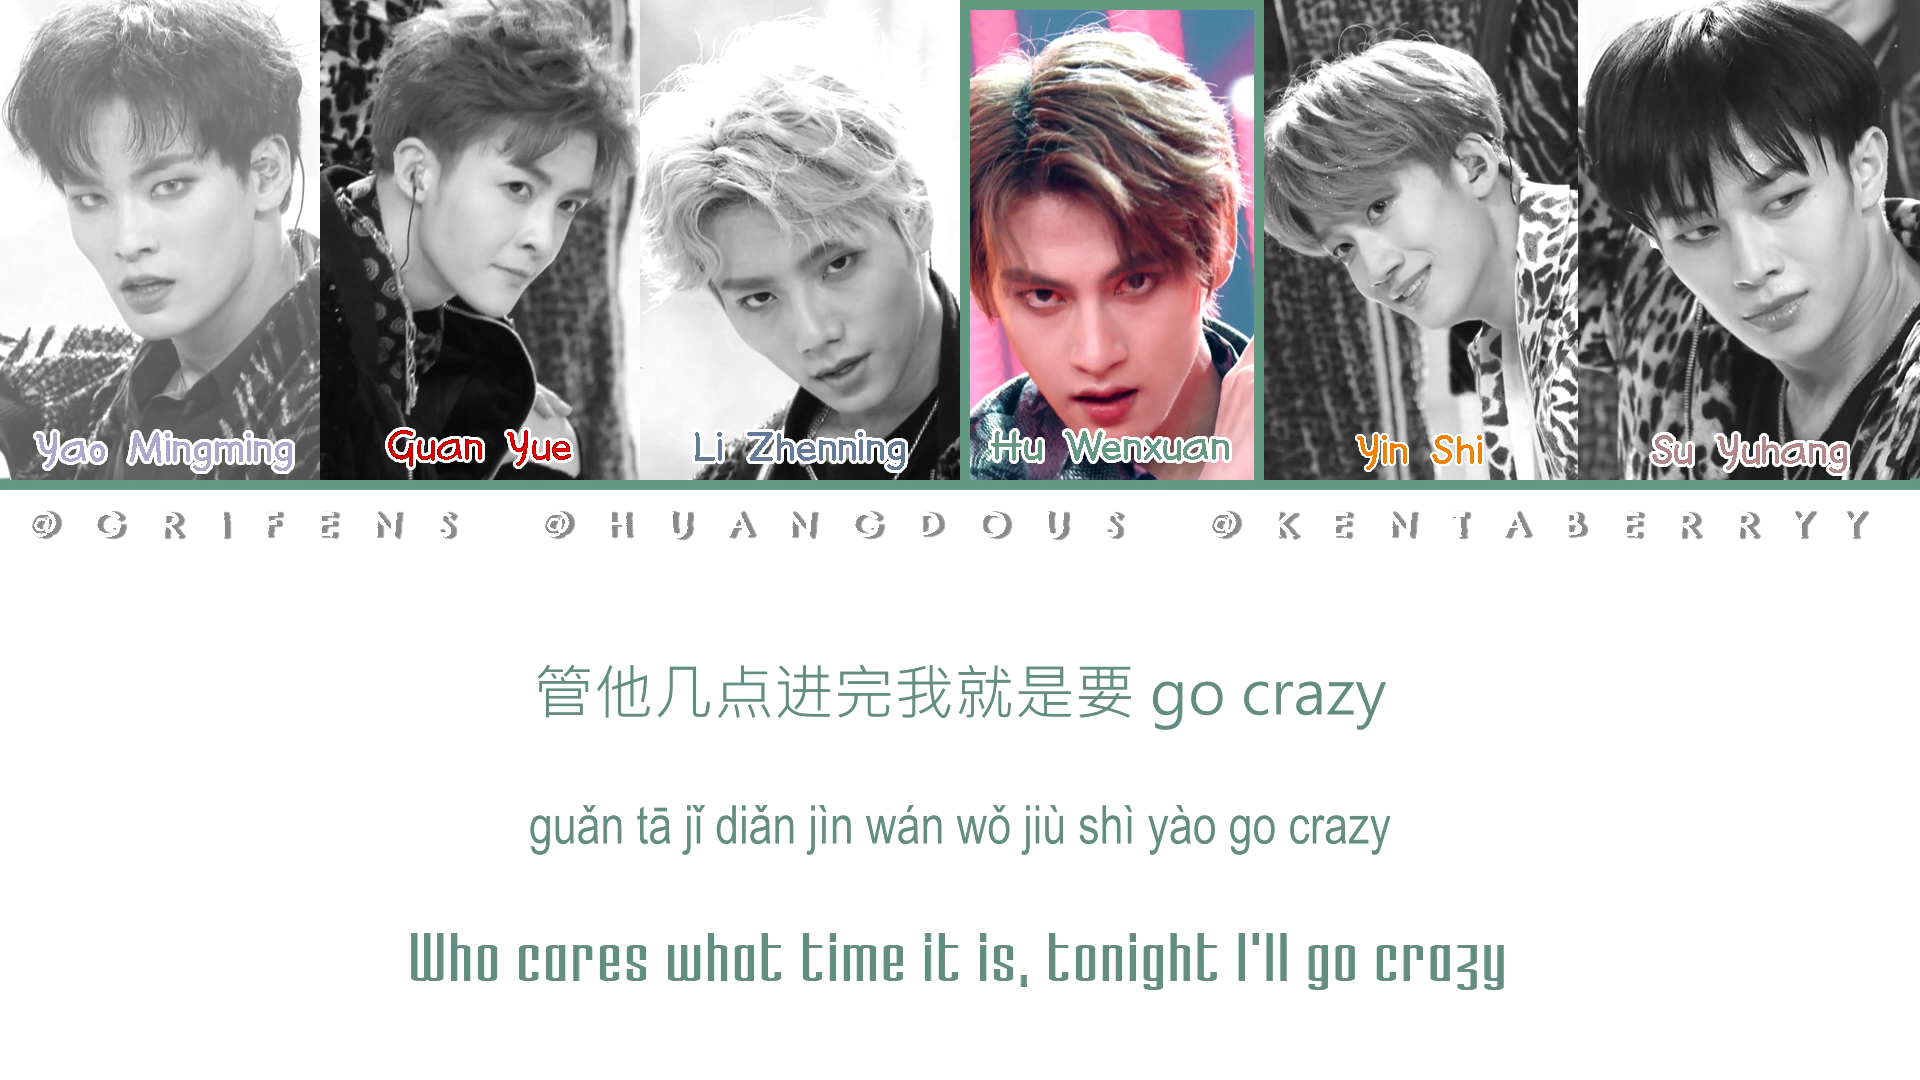 Yao Mingming Guan Yue Li Zhenning Hu Wenxuan Yin Shi Su Yuhang
@GRIFENS @HUANGDOUS @KENTABERRYY
管他几点进完我就是要 go crazy
guǎn tā jǐ diǎn jìn wán wǒ jiù shì yào go crazy
Who cares what time it is, tonight I'll go crazy